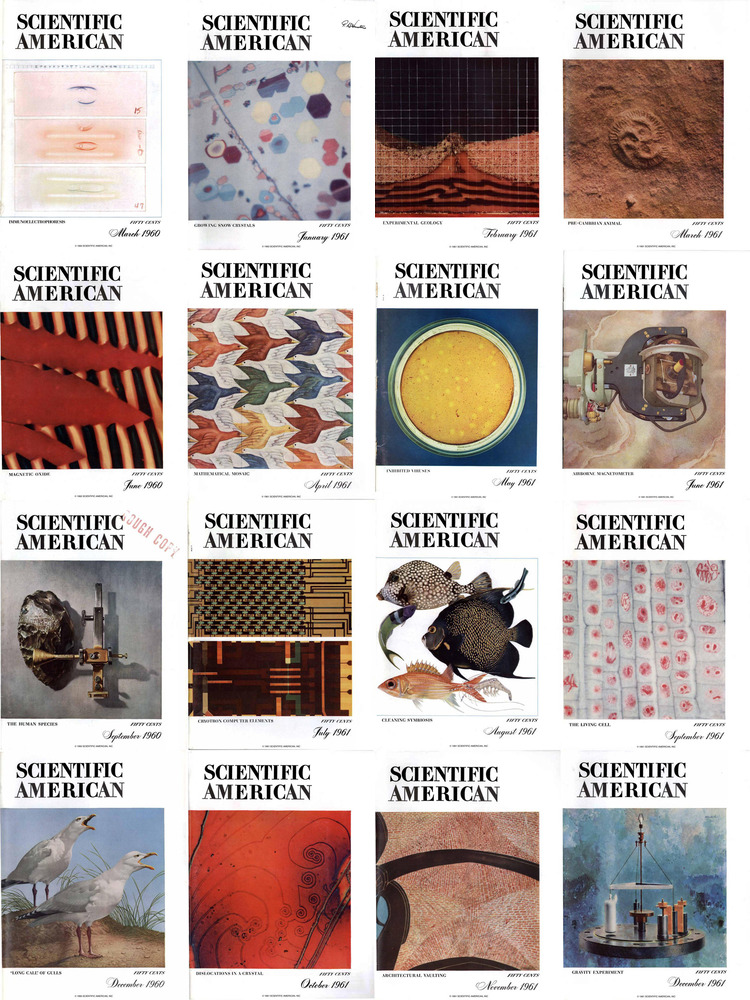 SCIENTIFIC
AMERICAN
IMMUNOELECTROPHORESIS
FIFTY CENTS
March 1960
SCIENTIFIC
AMERICAN
GROWING SNOW CRYSTALS
FIFTY CENTS
January 1961
SCIENTIFIC
AMERICAN
EXPERIMENTAL GEOLOGY
FIFTY CENTS
February 1961
SCIENTIFIC
AMERICAN
PRE-CAMBRIAN ANIMAL
FIFTY CENTS
March 1961
SCIENTIFIC
AMERICAN
MAGNETIC OXIDE
FIFTY CENTS
June 1960
SCIENTIFIC
AMERICAN
MATHEMATICAL MOSAIC
FIFTY CENTS
April 1961
SCIENTIFIC
AMERICAN
INHIBITED VIRUSES
FIFTY CENTS
May 1961
SCIENTIFIC
AMERICAN
AIRBORNE MAGNETOMETER
FIFTY CENTS
June 1961
SCIENTIFIC
AMERICAN
ROUGH COPY
THE HUMAN SPECIES
FIFTY CENTS
September 1960
SCIENTIFIC
AMERICAN
CRYOTRON COMPUTER ELEMENTS
FIFTY CENTS
July 1961
SCIENTIFIC
AMERICAN
CLEANING SYMBIOSIS
FIFTY CENTS
August 1961
SCIENTIFIC
AMERICAN
THE LIVING CELL
FIFTY CENTS
September 1961
SCIENTIFIC
AMERICAN
"LONG CALL" OF GULLS
FIFTY CENTS
December 1960
SCIENTIFIC
AMERICAN
DISLOCATIONS IN A CRYSTAL
FIFTY CENTS
October 1961
SCIENTIFIC
AMERICAN
ARCHITECTURAL VAULTING
FIFTY CENTS
November 1961
SCIENTIFIC
AMERICAN
GRAVITY EXPERIMENT
FIFTY CENTS
December 1961